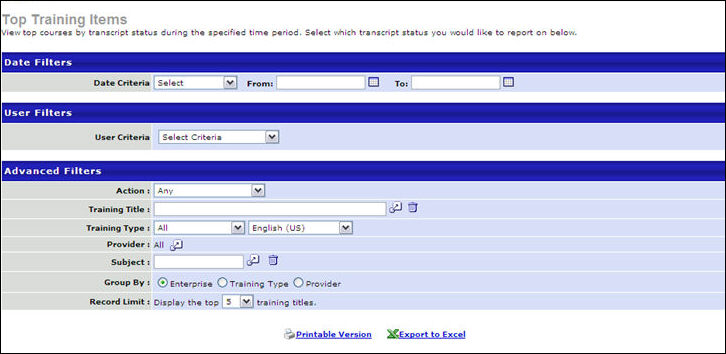 Top Training Items
View top courses by transcript status during the specified time period. Select which transcript status you would like to report on below.
Date Filters
Date Criteria Select From: To:
User Filters
User Criteria Select Criteria
Advanced Filters
Action : Any
Training Title :
Training Type : All English (US)
Provider : All
Subject :
Group By : Enterprise Training Type Provider
Record Limit : Display the top 5 training titles.
Printable Version Export to Excel